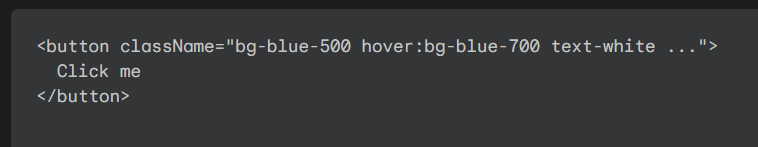 <button className="bg-blue-500 hover:bg-blue-700 text-white ...">
  Click me
</button>